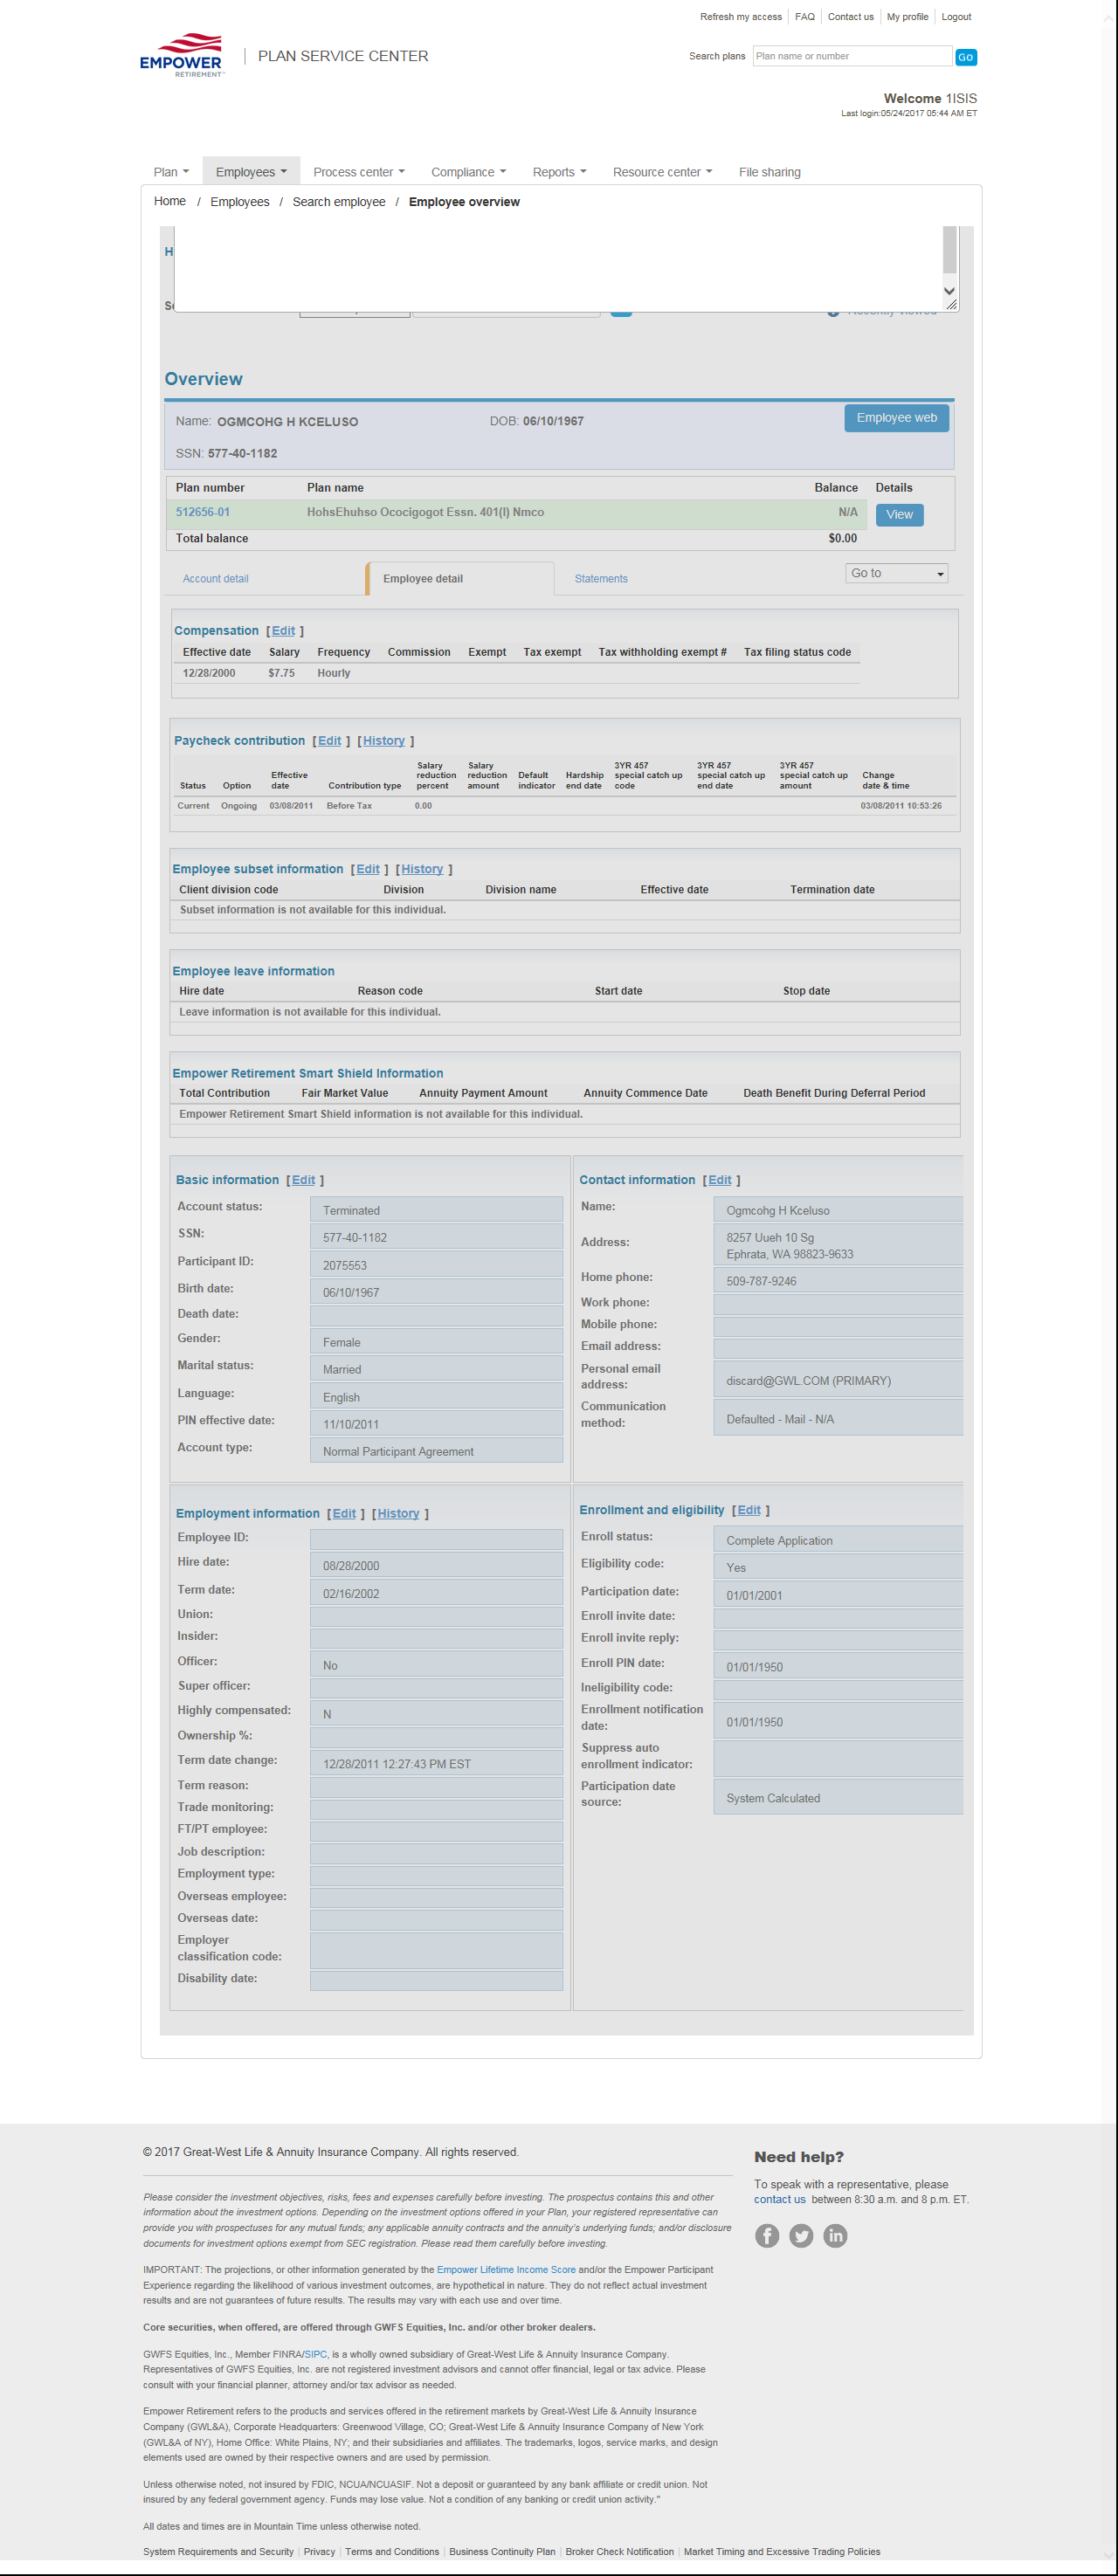 Refresh my access FAQ Contact us My profile Logout
EMPOWER
RETIREMENT
PLAN SERVICE CENTER
Search plans Plan name or number Go
Welcome 1ISIS
Last login:05/24/2017 05:44 AM ET
Plan Employees Process center Compliance Reports Resource center File sharing
Home / Employees / Search employee / Employee overview
Overview
Name: OGMCOHG H KCELUSO DOB: 06/10/1967 Employee web
SSN: 577-40-1182
Plan number Plan name Balance Details
512656-01 HohsEhuhso Ococigogot Essn. 401(l) Nmco N/A View
Total balance $0.00
Account detail Employee detail Statements Go to
Compensation [Edit ]
Effective date Salary Frequency Commission Exempt Tax exempt Tax withholding exempt # Tax filing status code
12/28/2000 $7.75 Hourly
Paycheck contribution [Edit ] [History ]
Status Option Effective date Contribution type Salary reduction percent Salary reduction amount Default indicator Hardship end date 3YR 457 special catch up code 3YR 457 special catch up end date 3YR 457 special catch up amount Change date & time
Current Ongoing 03/08/2011 Before Tax 0.00 03/08/2011 10:53:26
Employee subset information [Edit ] [History ]
Client division code Division Division name Effective date Termination date
Subset information is not available for this individual.
Employee leave information
Hire date Reason code Start date Stop date
Leave information is not available for this individual.
Empower Retirement Smart Shield Information
Total Contribution Fair Market Value Annuity Payment Amount Annuity Commence Date Death Benefit During Deferral Period
Empower Retirement Smart Shield information is not available for this individual.
Basic information [Edit ]
Account status: Terminated
SSN: 577-40-1182
Participant ID: 2075553
Birth date: 06/10/1967
Death date:
Gender: Female
Marital status: Married
Language: English
PIN effective date: 11/10/2011
Account type: Normal Participant Agreement
Contact information [Edit ]
Name: Ogmcohg H Kceluso
Address: 8257 Uueh 10 Sg
Ephrata, WA 98823-9633
Home phone: 509-787-9246
Work phone:
Mobile phone:
Email address:
Personal email
address: discard@GWL.COM (PRIMARY)
Communication
method: Defaulted - Mail - N/A
Employment information [Edit ] [History ]
Employee ID:
Hire date: 08/28/2000
Term date: 02/16/2002
Union:
Insider:
Officer: No
Super officer:
Highly compensated: N
Ownership %:
Term date change: 12/28/2011 12:27:43 PM EST
Term reason:
Trade monitoring:
FT/PT employee:
Job description:
Employment type:
Overseas employee:
Overseas date:
Employer
classification code:
Disability date:
Enrollment and eligibility [Edit ]
Enroll status: Complete Application
Eligibility code: Yes
Participation date: 01/01/2001
Enroll invite date:
Enroll invite reply:
Enroll PIN date: 01/01/1950
Ineligibility code:
Enrollment notification
date: 01/01/1950
Suppress auto
enrollment indicator:
Participation date
source: System Calculated
© 2017 Great-West Life & Annuity Insurance Company. All rights reserved.
Please consider the investment objectives, risks, fees and expenses carefully before investing. The prospectus contains this and other
information about the investment options. Depending on the investment options offered in your Plan, your registered representative can
provide you with prospectuses for any mutual funds; any applicable annuity contracts and the annuity's underlying funds; and/or disclosure
documents for investment options exempt from SEC registration. Please read them carefully before investing.
IMPORTANT: The projections, or other information generated by the Empower Lifetime Income Score and/or the Empower Participant
Experience regarding the likelihood of various investment outcomes, are hypothetical in nature. They do not reflect actual investment
results and are not guarantees of future results. The results may vary with each use and over time.
Core securities, when offered, are offered through GWFS Equities, Inc. and/or other broker dealers.
GWFS Equities, Inc., Member FINRA/SIPC, is a wholly owned subsidiary of Great-West Life & Annuity Insurance Company.
Representatives of GWFS Equities, Inc. are not registered investment advisors and cannot offer financial, legal or tax advice. Please
consult with your financial planner, attorney and/or tax advisor as needed.
Empower Retirement refers to the products and services offered in the retirement markets by Great-West Life & Annuity Insurance
Company (GWL&A), Corporate Headquarters: Greenwood Village, CO; Great-West Life & Annuity Insurance Company of New York
(GWL&A of NY), Home Office: White Plains, NY; and their subsidiaries and affiliates. The trademarks, logos, service marks, and design
elements used are owned by their respective owners and are used by permission.
Unless otherwise noted, not insured by FDIC, NCUA/NCUASIF. Not a deposit or guaranteed by any bank affiliate or credit union. Not
insured by any federal government agency. Funds may lose value. Not a condition of any banking or credit union activity."
All dates and times are in Mountain Time unless otherwise noted.
System Requirements and Security | Privacy | Terms and Conditions | Business Continuity Plan | Broker Check Notification | Market Timing and Excessive Trading Policies
Need help?
To speak with a representative, please
contact us between 8:30 a.m. and 8 p.m. ET.